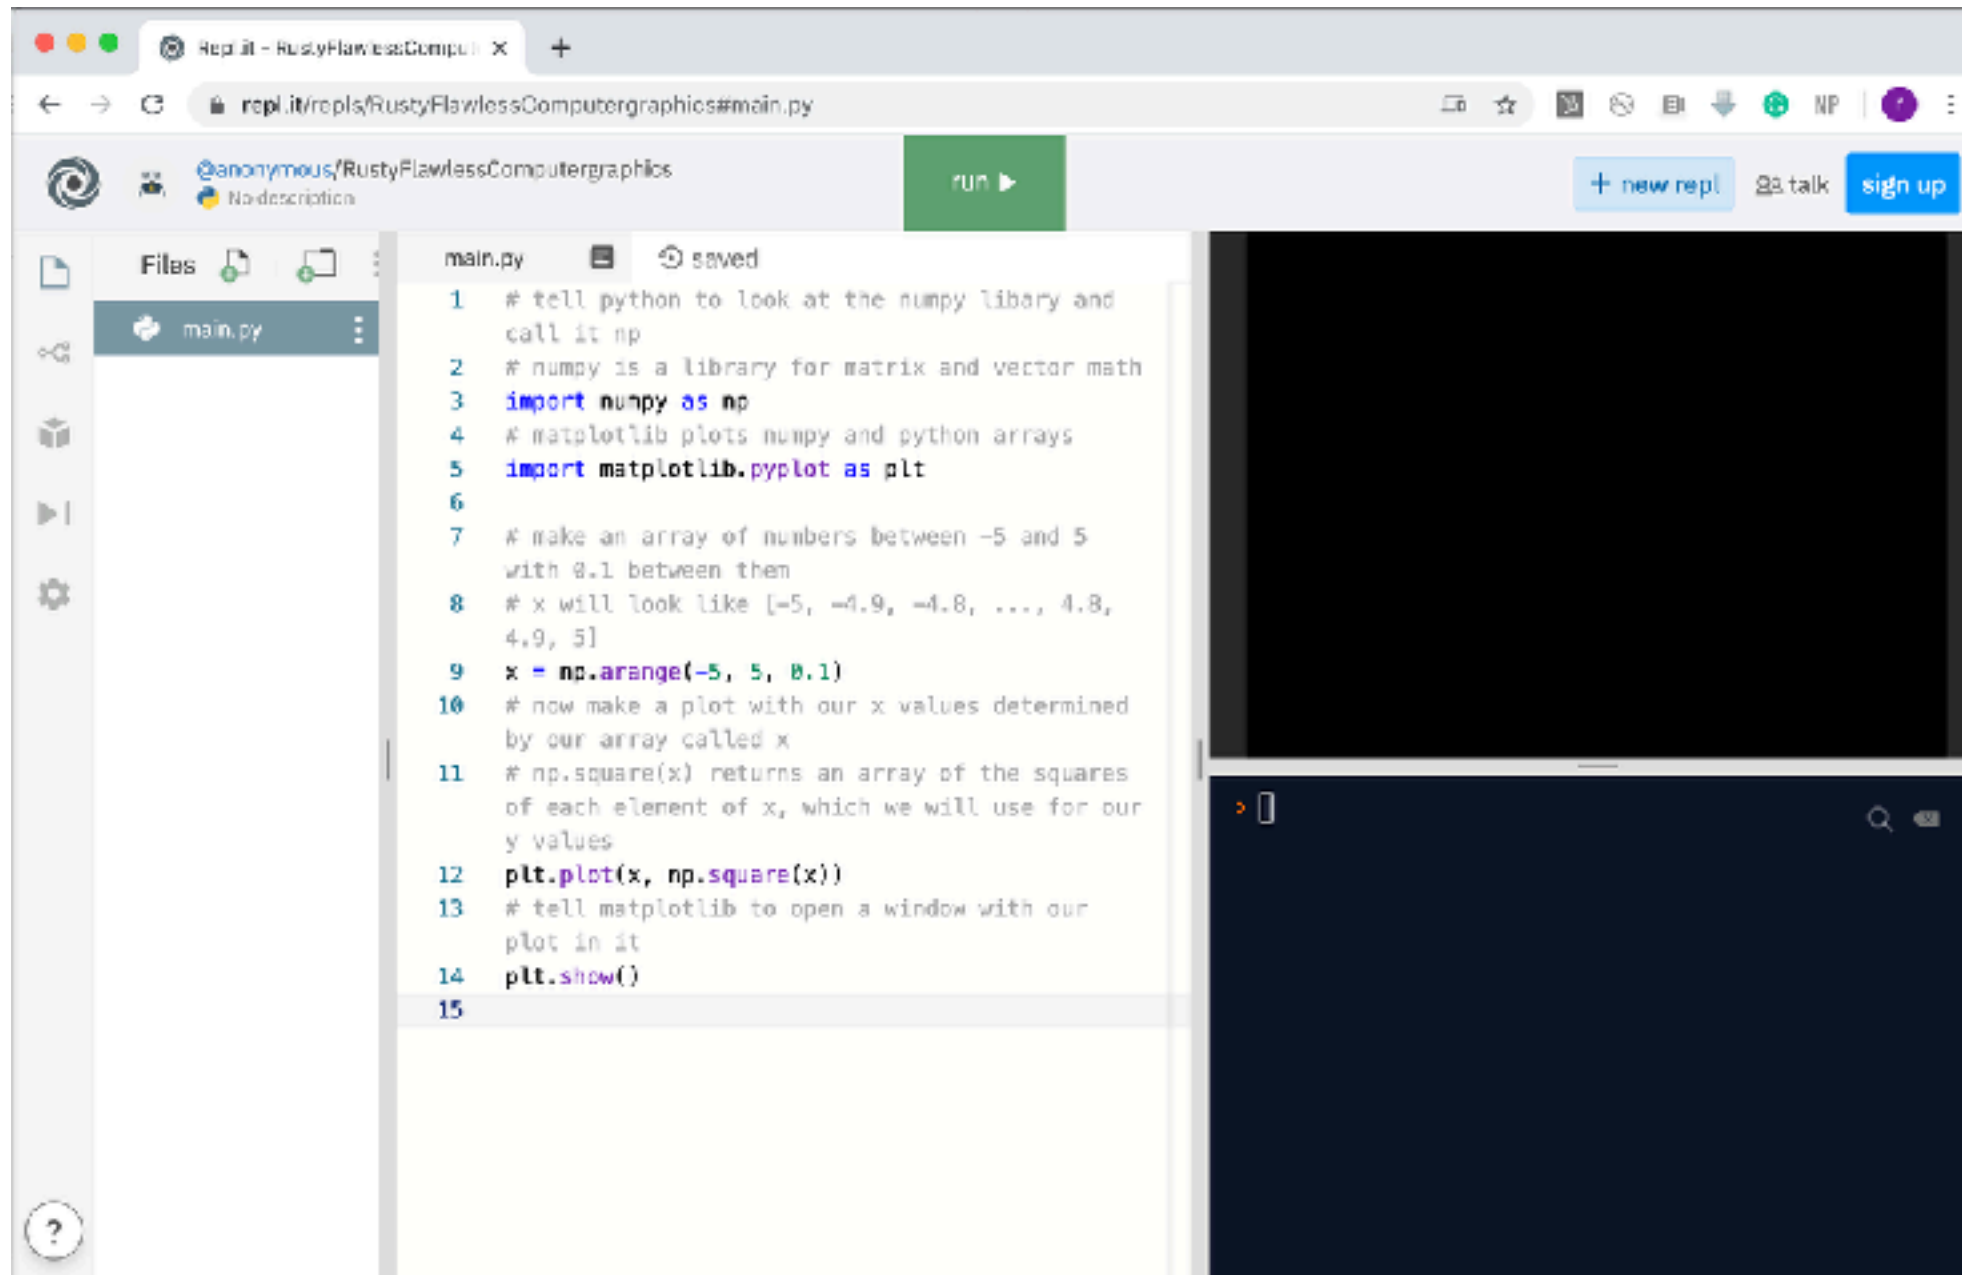 Repl.it - RustyFlawlessComput
repl.it/repls/RustyFlawlessComputergraphics#main.py
NP
@anonymous/RustyFlawlessComputergraphics
No description
run
+ new repl
talk
sign up
Files
main.py
main.py
saved
1 # tell python to look at the numpy libary and
call it np
2 # numpy is a library for matrix and vector math
3 import numpy as np
4 # matplotlib plots numpy and python arrays
5 import matplotlib.pyplot as plt
6
7 # make an array of numbers between -5 and 5
with 0.1 between them
8 # x will look like [-5, -4.9, -4.8, ..., 4.8,
4.9, 5]
9 x = np.arange(-5, 5, 0.1)
10 # now make a plot with our x values determined
by our array called x
11 # np.square(x) returns an array of the squares
of each element of x, which we will use for our
y values
12 plt.plot(x, np.square(x))
13 # tell matplotlib to open a window with our
plot in it
14 plt.show()
15
?